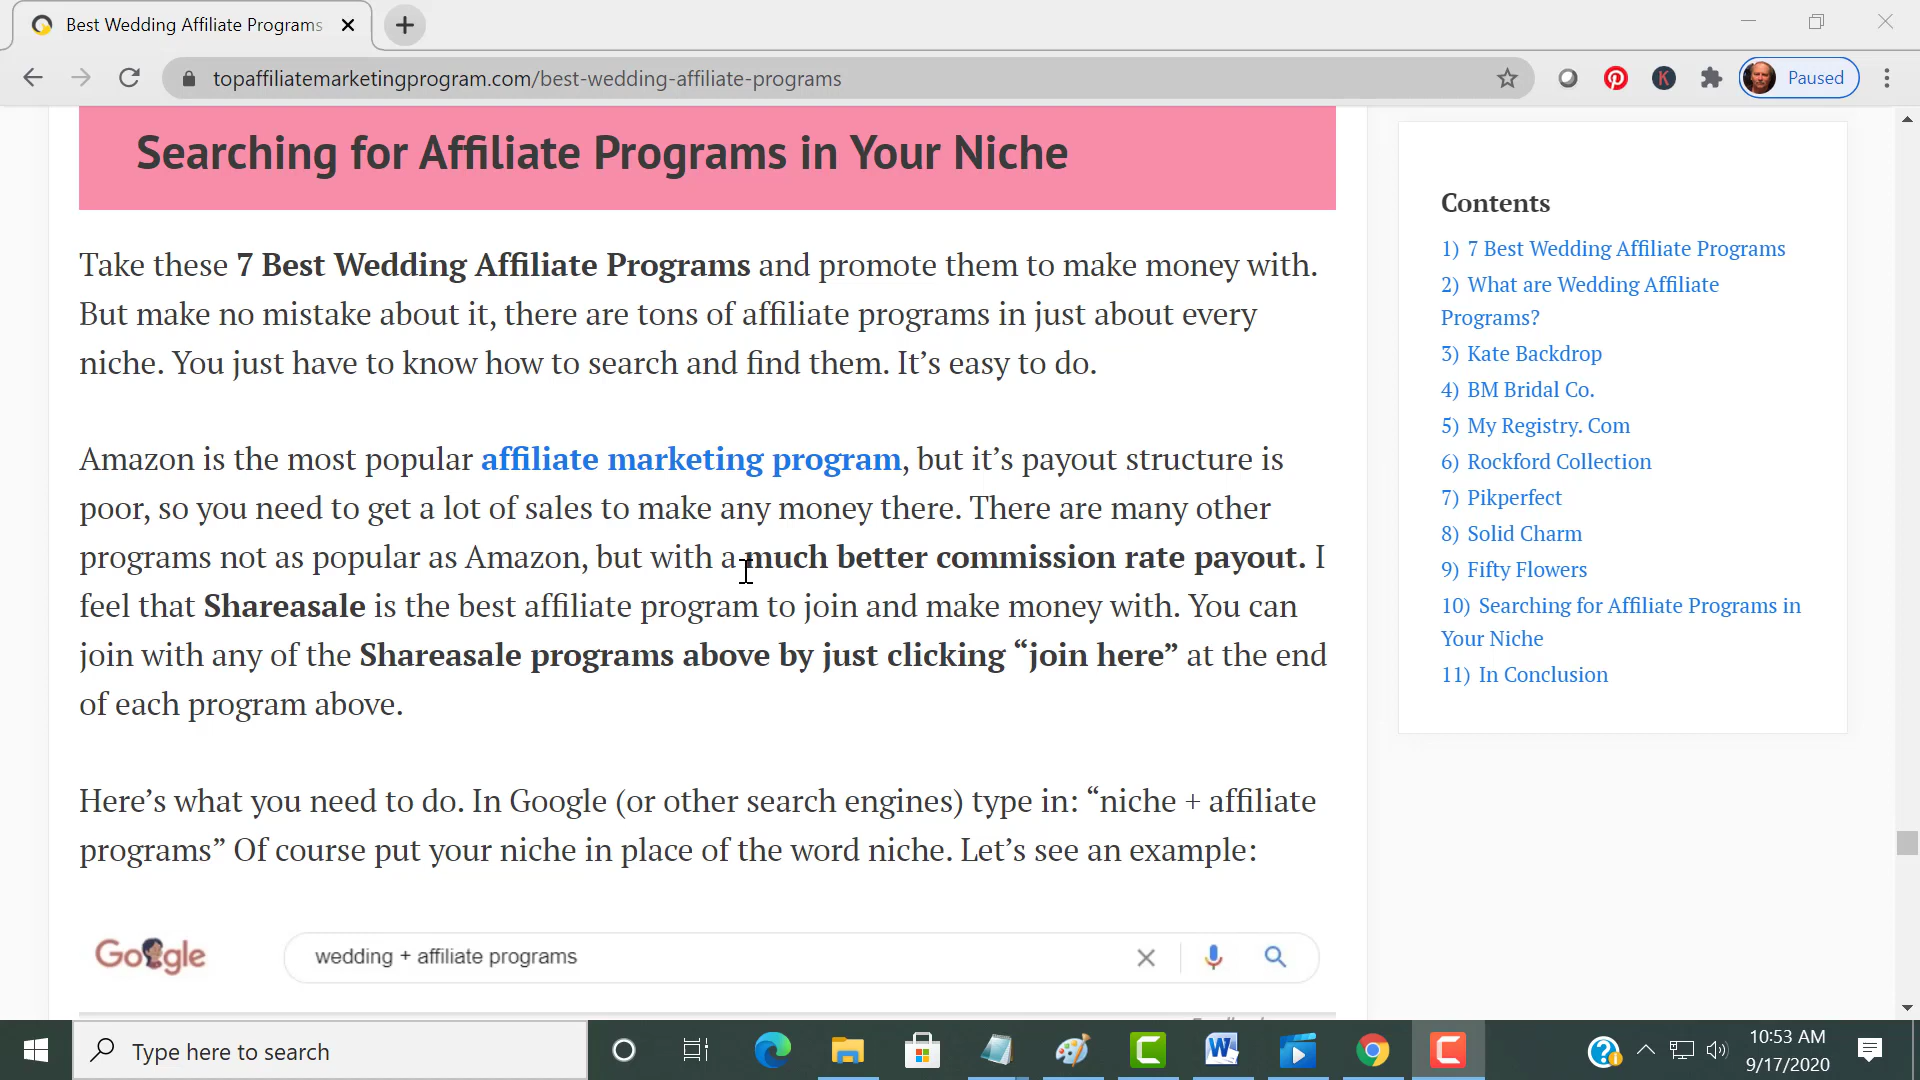 Best Wedding Affiliate Programs
topaffiliatemarketingprogram.com/best-wedding-affiliate-programs
K
Paused
Searching for Affiliate Programs in Your Niche
Take these 7 Best Wedding Affiliate Programs and promote them to make money with.
But make no mistake about it, there are tons of affiliate programs in just about every
niche. You just have to know how to search and find them. It’s easy to do.
Amazon is the most popular affiliate marketing program, but it’s payout structure is
poor, so you need to get a lot of sales to make any money there. There are many other
programs not as popular as Amazon, but with a much better commission rate payout. I
feel that Shareasale is the best affiliate program to join and make money with. You can
join with any of the Shareasale programs above by just clicking “join here” at the end
of each program above.
Here’s what you need to do. In Google (or other search engines) type in: “niche + affiliate
programs” Of course put your niche in place of the word niche. Let’s see an example:
Google
wedding + affiliate programs
Contents
1) 7 Best Wedding Affiliate Programs
2) What are Wedding Affiliate
Programs?
3) Kate Backdrop
4) BM Bridal Co.
5) My Registry. Com
6) Rockford Collection
7) Pikperfect
8) Solid Charm
9) Fifty Flowers
10) Searching for Affiliate Programs in
Your Niche
11) In Conclusion
Type here to search
10:53 AM
9/17/2020